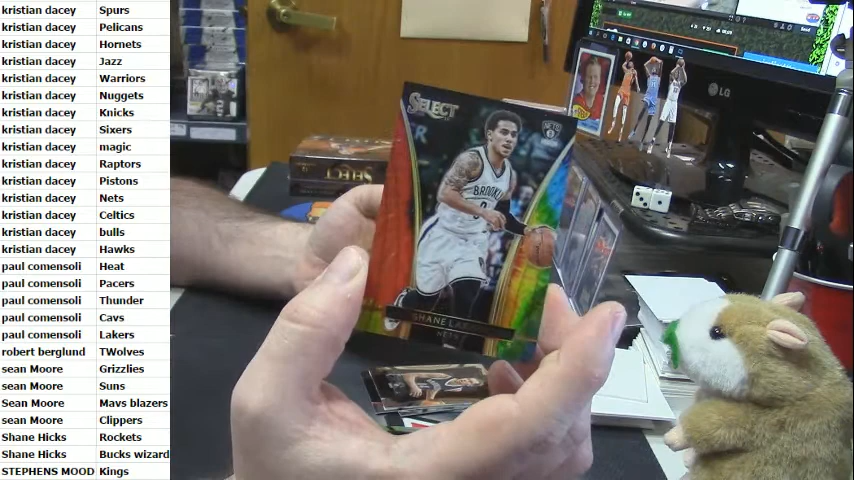 kristian dacey Spurs
kristian dacey Pelicans
kristian dacey Hornets
kristian dacey Jazz
kristian dacey Warriors
kristian dacey Nuggets
kristian dacey Knicks
kristian dacey Sixers
kristian dacey magic
kristian dacey Raptors
kristian dacey Pistons
kristian dacey Nets
kristian dacey Celtics
kristian dacey bulls
kristian dacey Hawks
paul comensoli Heat
paul comensoli Pacers
paul comensoli Thunder
paul comensoli Cavs
paul comensoli Lakers
robert berglund TWolves
sean Moore Grizzlies
sean Moore Suns
Sean Moore Mavs blazers
sean Moore Clippers
Shane Hicks Rockets
Shane Hicks Bucks wizard
STEPHENS MOOD Kings
SELECT
NETS
BROOKLYN
SHANE
NETS
SELECT
LG